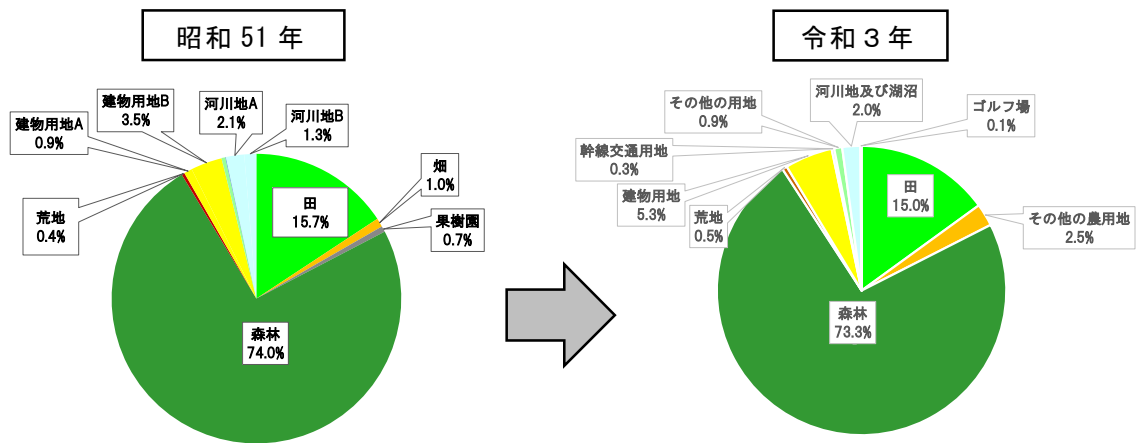 昭和 51 年
建物用地B
3.5%
河川地A
2.1%
河川地B
1.3%
建物用地A
0.9%
畑
1.0%
田
15.7%
果樹園
0.7%
荒地
0.4%
森林
74.0%
令和３年
河川地及び湖沼
2.0%
その他の用地
0.9%
ゴルフ場
0.1%
幹線交通用地
0.3%
建物用地
5.3%
田
15.0%
荒地
0.5%
その他の農用地
2.5%
森林
73.3%